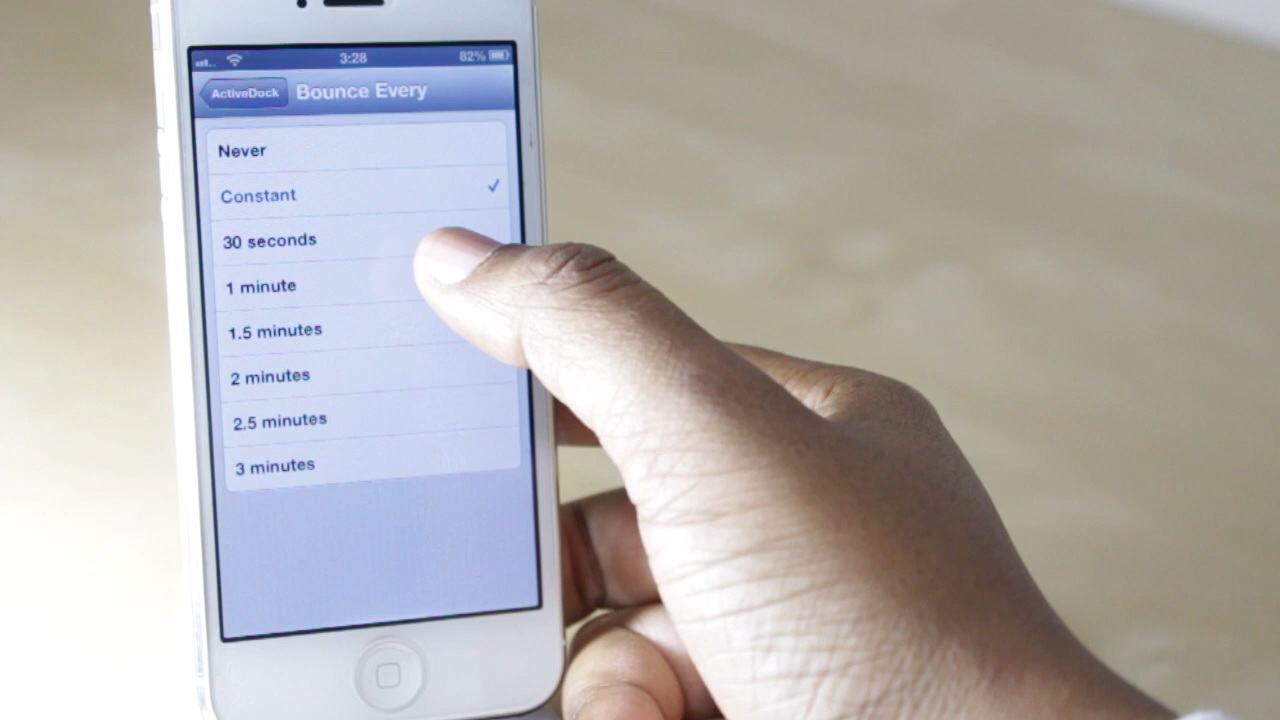 3:28 82%
ActiveDock Bounce Every
Never
Constant
30 seconds
1 minute
1.5 minutes
2 minutes
2.5 minutes
3 minutes